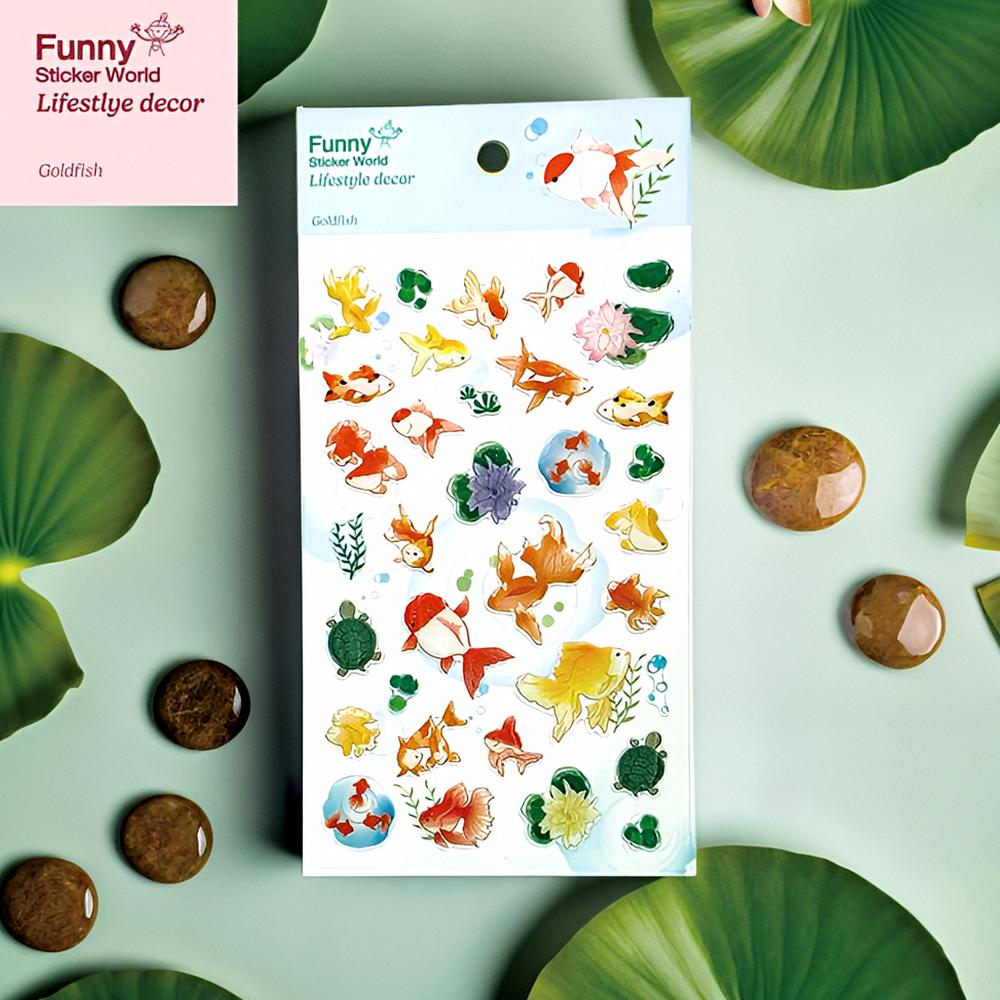 Funny
Sticker World
Lifestlye decor
Goldfish
Funny
Sticker World
Lifestyle decor
Goldfish